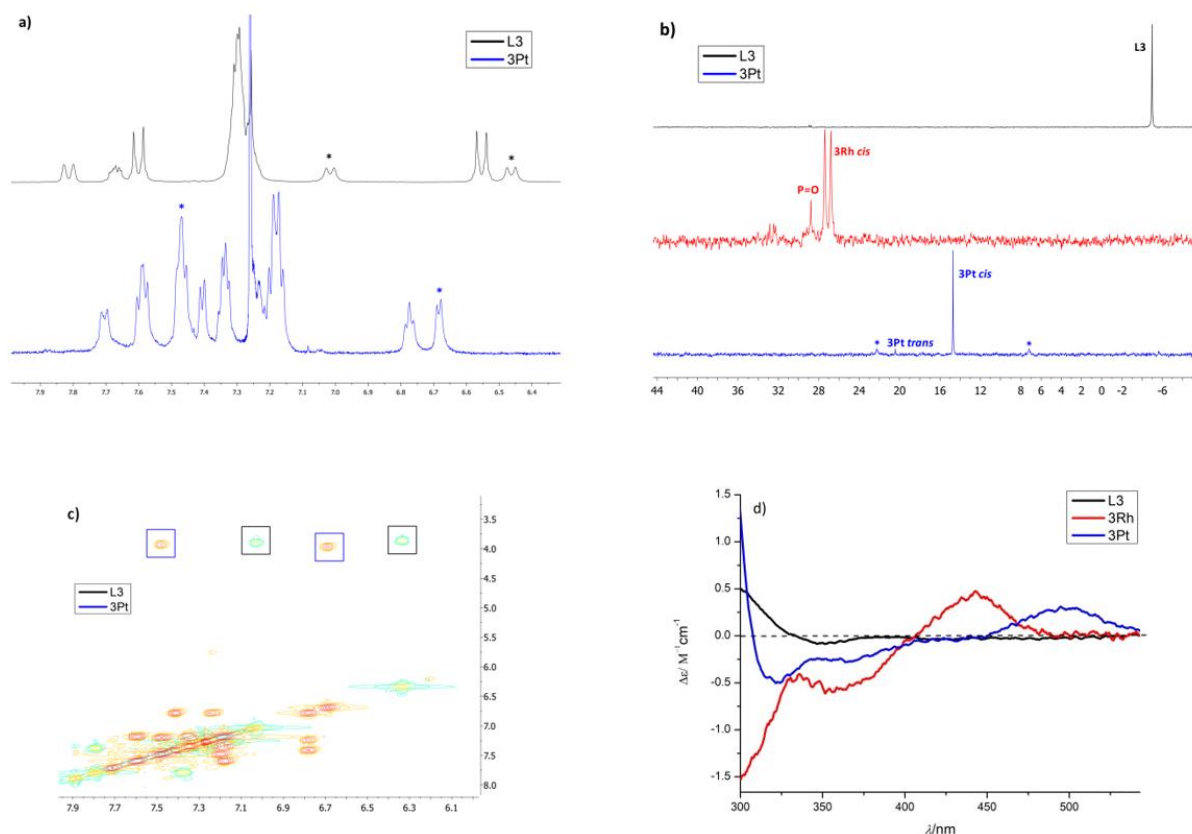 a)
L3
3Pt
*
*
*
*
7.9 7.8 7.7 7.6 7.5 7.4 7.3 7.2 7.1 7.0 6.9 6.8 6.7 6.6 6.5 6.4
b)
L3
3Pt
L3
3Rh cis
P=O
3Pt cis
*
3Pt trans
*
44 40 36 32 28 24 20 16 12 8 4 0 -2 -6
c)
L3
3Pt
3.5
4.0
4.5
5.0
5.5
6.0
6.5
7.0
7.5
8.0
7.9 7.7 7.5 7.3 7.1 6.9 6.7 6.5 6.3 6.1
d)
L3
3Rh
3Pt
1.5
1.0
0.5
0.0
-0.5
-1.0
-1.5
Δε/ M⁻¹cm⁻¹
300 350 400 450 500
λ/nm